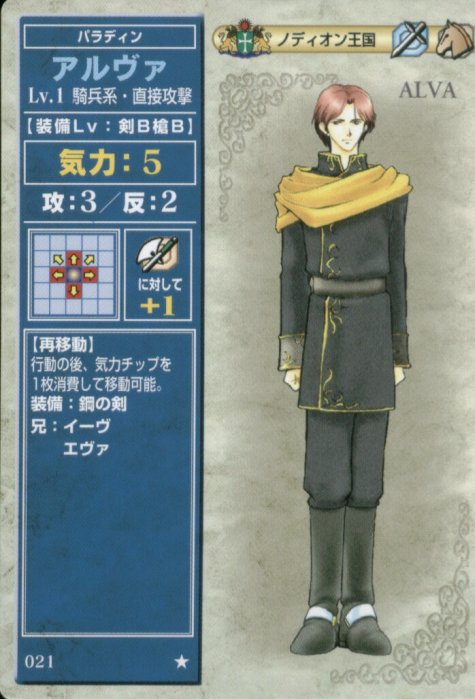 パラディン
アルヴァ
Lv.1 騎兵系・直接攻撃
【装備Lv：剣B槍B】
気力：5
攻：3／反：2
に対して
+1
【再移動】
行動の後、気力チップを
1枚消費して移動可能。
装備：鋼の剣
兄：イーヴ
エヴァ
021
★
ノディオン王国
ALVA